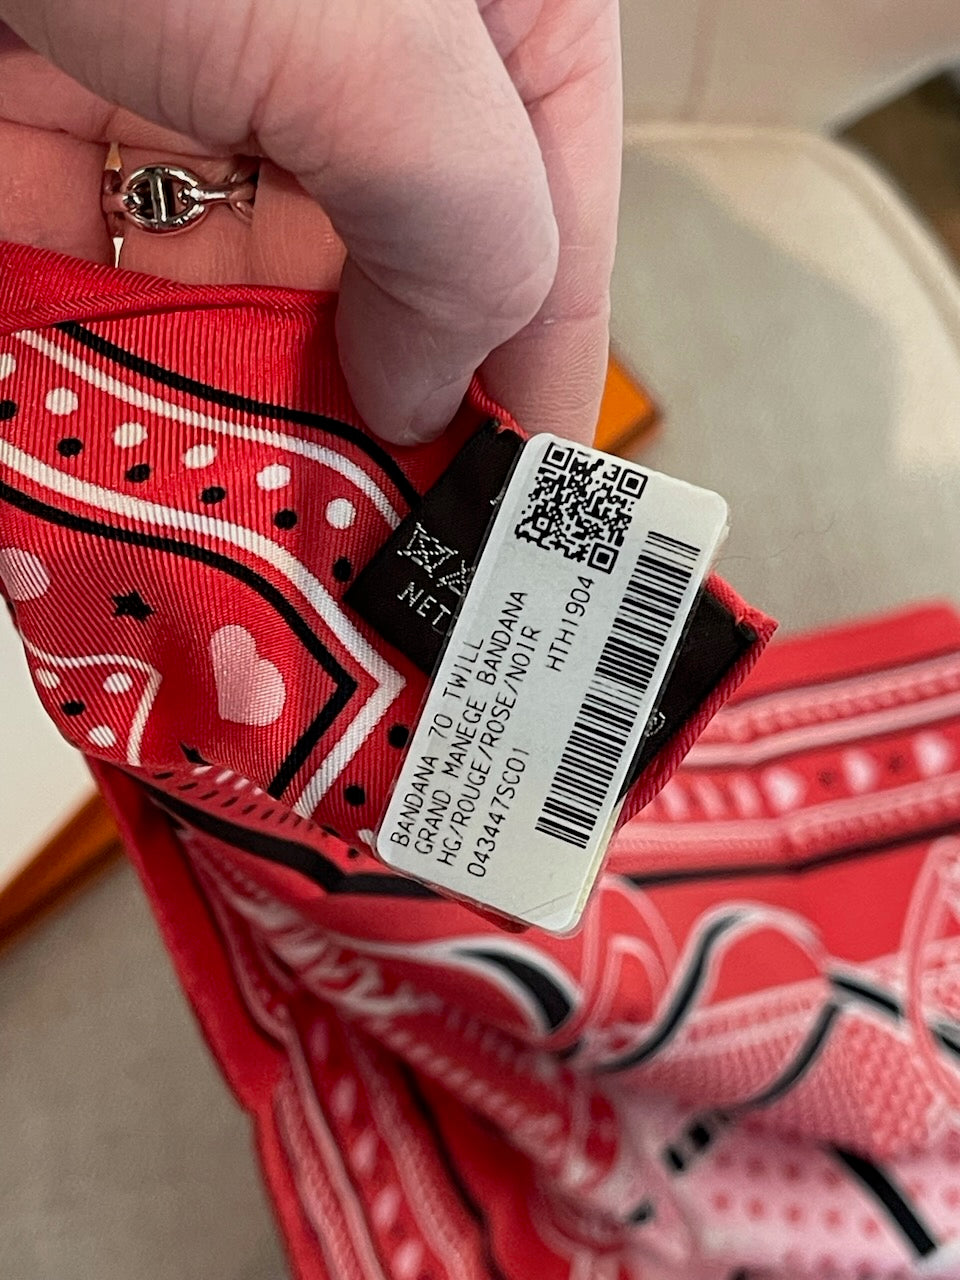 BANDANA 70 TWILL
GRAND MANEGE BANDANA
HG/ROUGE/ROSE/NOIR
043447SC01
HTH1904
NET